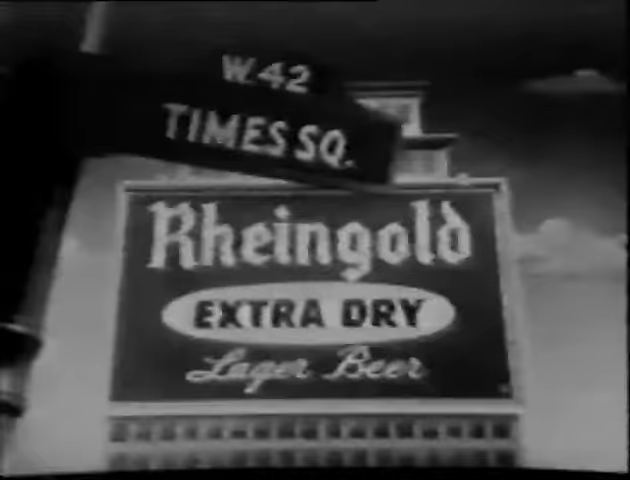 W. 42
TIMES SQ.
Rheingold
EXTRA DRY
Lager Beer